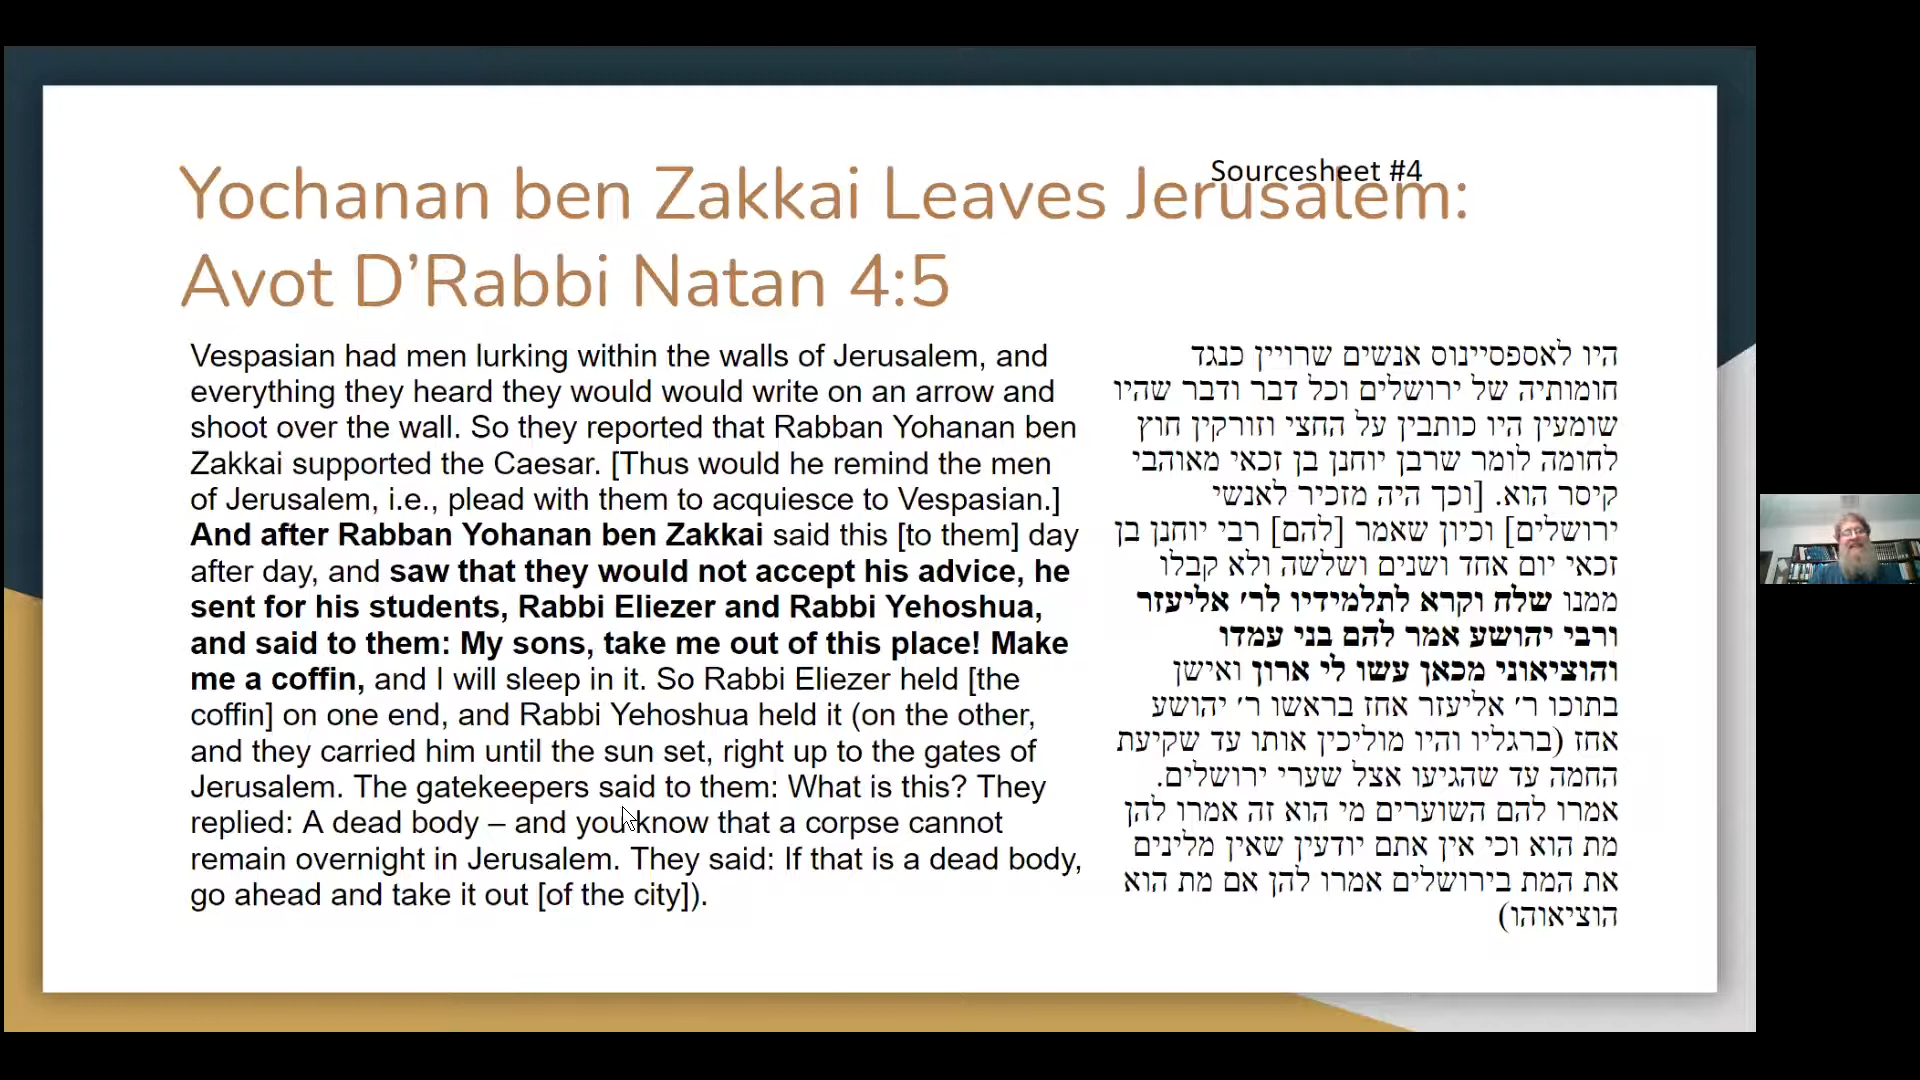 Sourcesheet #4
Yochanan ben Zakkai Leaves Jerusalem:
Avot D’Rabbi Natan 4:5
Vespasian had men lurking within the walls of Jerusalem, and
everything they heard they would would write on an arrow and
shoot over the wall. So they reported that Rabban Yohanan ben
Zakkai supported the Caesar. [Thus would he remind the men
of Jerusalem, i.e., plead with them to acquiesce to Vespasian.]
And after Rabban Yohanan ben Zakkai said this [to them] day
after day, and saw that they would not accept his advice, he
sent for his students, Rabbi Eliezer and Rabbi Yehoshua,
and said to them: My sons, take me out of this place! Make
me a coffin, and I will sleep in it. So Rabbi Eliezer held [the
coffin] on one end, and Rabbi Yehoshua held it (on the other,
and they carried him until the sun set, right up to the gates of
Jerusalem. The gatekeepers said to them: What is this? They
replied: A dead body – and you know that a corpse cannot
remain overnight in Jerusalem. They said: If that is a dead body,
go ahead and take it out [of the city]).
היו לאספסיינוס אנשים שרויין כנגד
חומותיה של ירושלים וכל דבר ודבר שהיו
שומעין היו כותבין על החצי וזורקין חוץ
לחומה לומר שרבן יוחנן בן זכאי מאוהבי
קיסר הוא. [וכך היה מזכיר לאנשי
ירושלים] וכיון שאמר [להם] רבי יוחנן בן
זכאי יום אחד ושנים ושלשה ולא קבלו
ממנו שלח וקרא לתלמידיו לר׳ אליעזר
ורבי יהושע אמר להם בני עמדו
והוציאוני מכאן עשו לי ארון ואישן
בתוכו ר׳ אליעזר אחז בראשו ר׳ יהושע
אחז (ברגליו והיו מוליכין אותו עד שקיעת
החמה עד שהגיעו אצל שערי ירושלים.
אמרו להם השוערים מי הוא זה אמרו להן
מת הוא וכי אין אתם יודעין שאין מלינים
את המת בירושלים אמרו להן אם מת הוא
הוציאוהו)